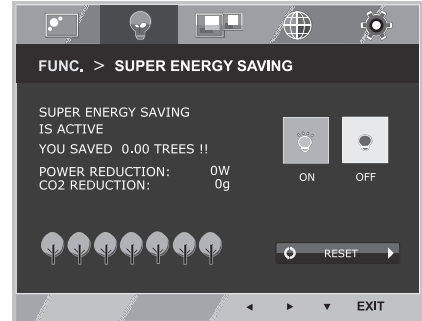 FUNC. > SUPER ENERGY SAVING
SUPER ENERGY SAVING
IS ACTIVE
YOU SAVED 0.00 TREES !!
POWER REDUCTION: 0W
CO2 REDUCTION: 0g
ON OFF
RESET
EXIT